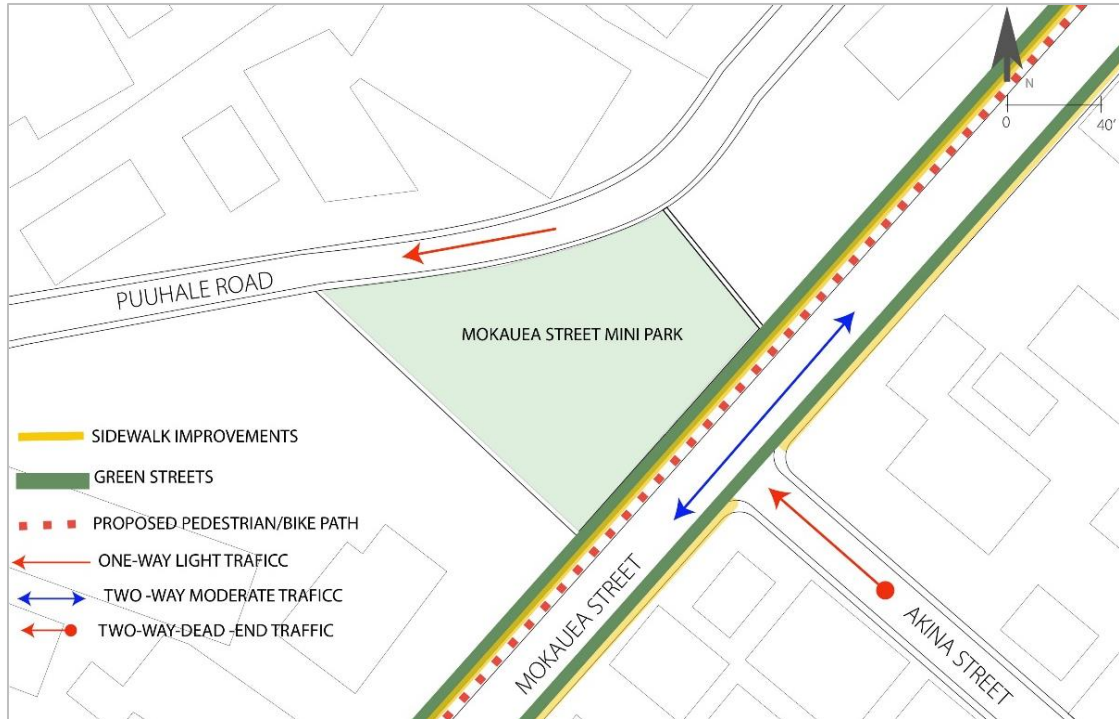 N
0 40'
PUUHALE ROAD
MOKAUEA STREET MINI PARK
SIDEWALK IMPROVEMENTS
GREEN STREETS
PROPOSED PEDESTRIAN/BIKE PATH
ONE-WAY LIGHT TRAFICC
TWO -WAY MODERATE TRAFICC
TWO-WAY-DEAD -END TRAFFIC
MOKAUEA STREET
AKINA STREET